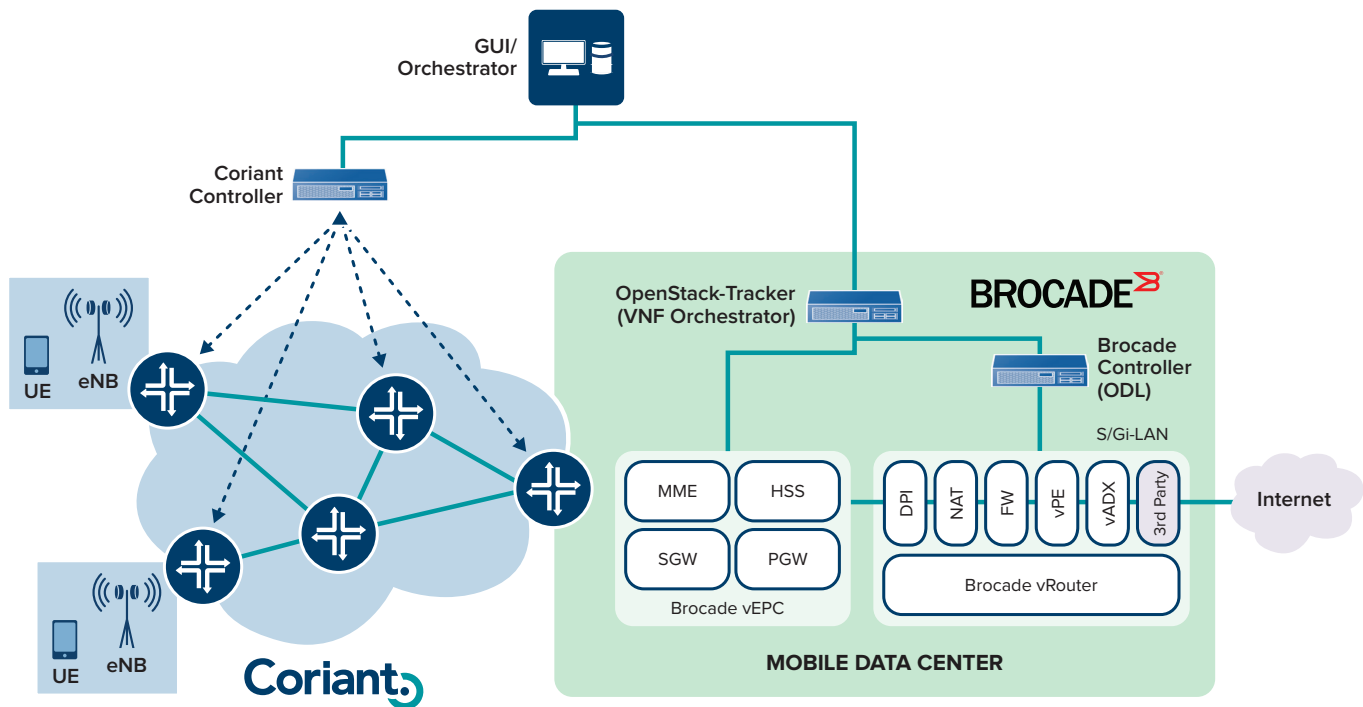 GUI/
Orchestrator
Coriant
Controller
OpenStack-Tracker
(VNF Orchestrator)
BROCADE
Brocade
Controller
(ODL)
S/Gi-LAN
UE
eNB
MME
HSS
SGW
PGW
Brocade vEPC
DPI
NAT
FW
vPE
vADX
3rd Party
Brocade vRouter
Internet
UE
eNB
Coriant
MOBILE DATA CENTER